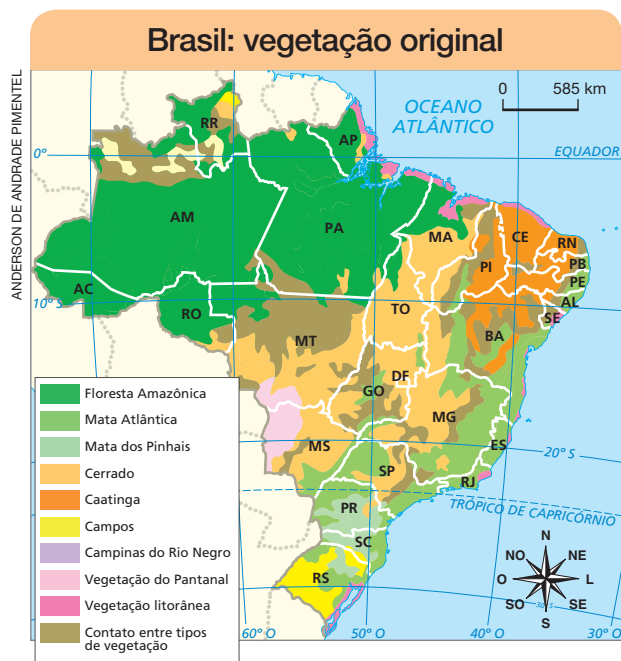 Brasil: vegetação original
ANDERSON DE ANDRADE PIMENTEL
0 585 km
OCEANO
ATLÂNTICO
EQUADOR
0°
RR
AP
AM
PA
MA
CE
RN
PB
PE
AL
SE
PI
AC
10° S
RO
TO
BA
MT
DF
GO
MG
ES
MS
20° S
SP
RJ
TRÓPICO DE CAPRICÓRNIO
PR
SC
RS
Floresta Amazônica
Mata Atlântica
Mata dos Pinhais
Cerrado
Caatinga
Campos
Campinas do Rio Negro
Vegetação do Pantanal
Vegetação litorânea
Contato entre tipos
de vegetação
N
NO NE
O L
SO SE
S
30° S
60° O 50° O 40° O 30° O